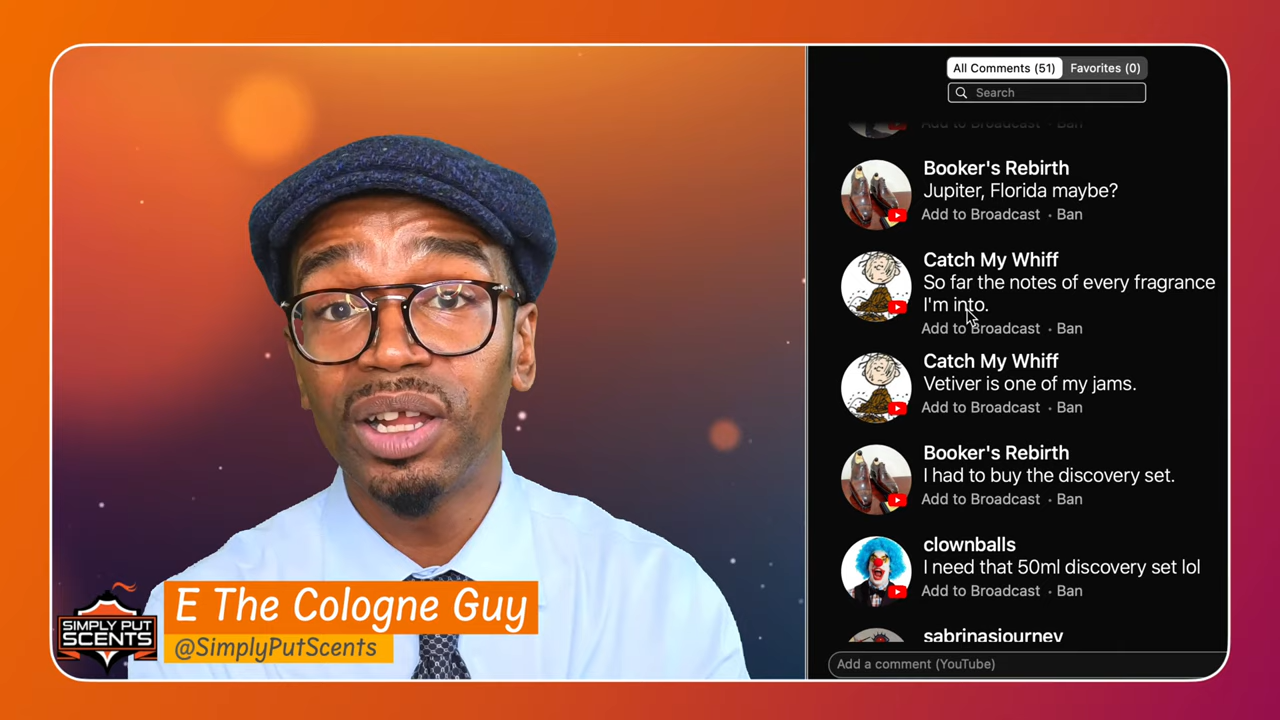 All Comments (51)
Favorites (0)
Search
Add to Broadcast • Ban
Booker's Rebirth
Jupiter, Florida maybe?
Add to Broadcast • Ban
Catch My Whiff
So far the notes of every fragrance
I'm into.
Add to Broadcast • Ban
Catch My Whiff
Vetiver is one of my jams.
Add to Broadcast • Ban
Booker's Rebirth
I had to buy the discovery set.
Add to Broadcast • Ban
clownballs
I need that 50ml discovery set lol
Add to Broadcast • Ban
sabrinasjourney
Add a comment (YouTube)
E The Cologne Guy
@SimplyPutScents
SIMPLY PUT
SCENTS